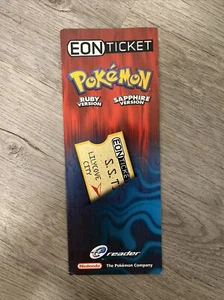 EON TICKET
POKéMON
RUBY SAPPHIRE
VERSION VERSION
EON TICKET
S.S. T
LILYCOVE
CITY
e reader
Nintendo The Pokémon Company